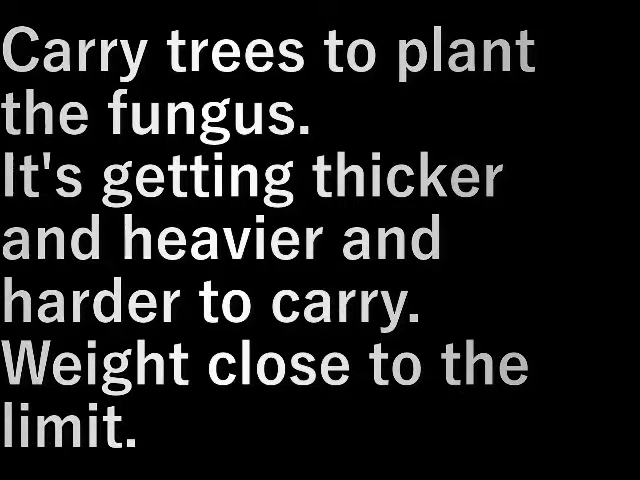 Carry trees to plant
the fungus.
It's getting thicker
and heavier and
harder to carry.
Weight close to the
limit.